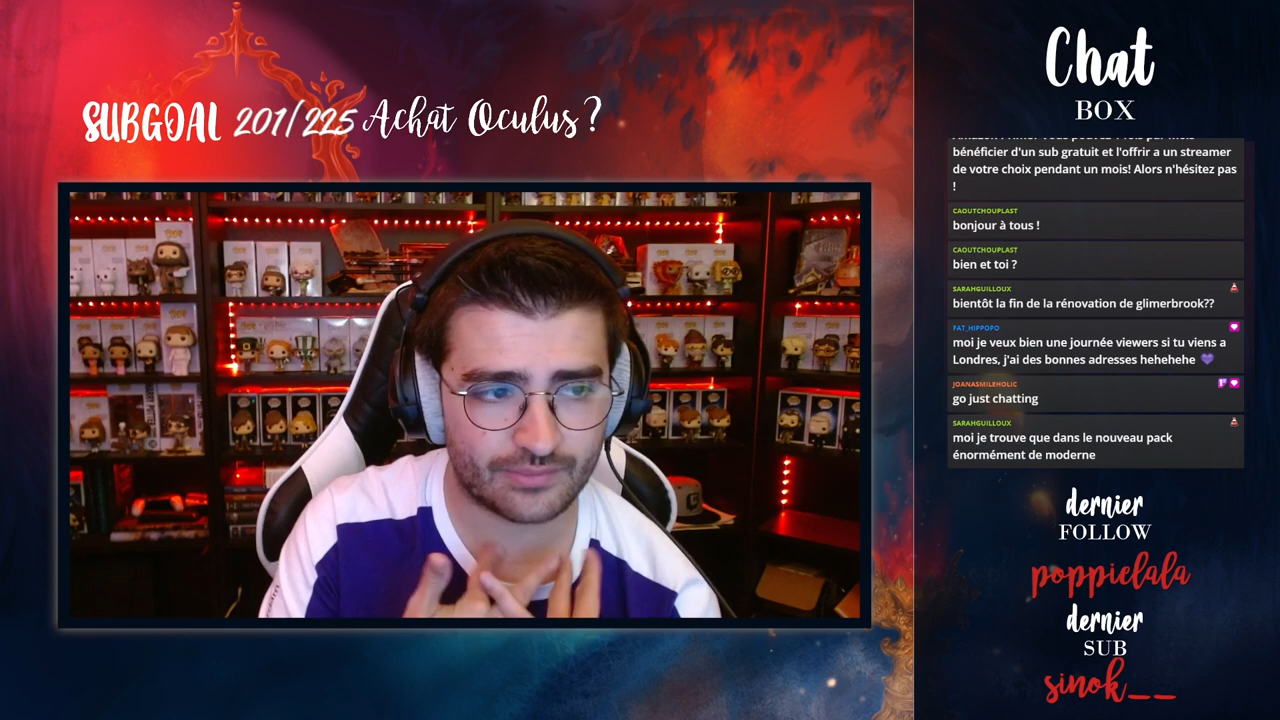 SUBGOAL 201/225 Achat Oculus ?
Chat
BOX
bénéficier d'un sub gratuit et l'offrir a un streamer
de votre choix pendant un mois! Alors n'hésitez pas
!
CAOUTCHOUPLAST
bonjour à tous !
CAOUTCHOUPLAST
bien et toi ?
SARAHGUILLOUX
bientôt la fin de la rénovation de glimerbrook??
FAT_HIPPOPO
moi je veux bien une journée viewers si tu viens a
Londres, j'ai des bonnes adresses hehehehe 💜
JOANASMILEHOLIC
go just chatting
SARAHGUILLOUX
moi je trouve que dans le nouveau pack
énormément de moderne
dernier
FOLLOW
poppielala
dernier
SUB
sinok__